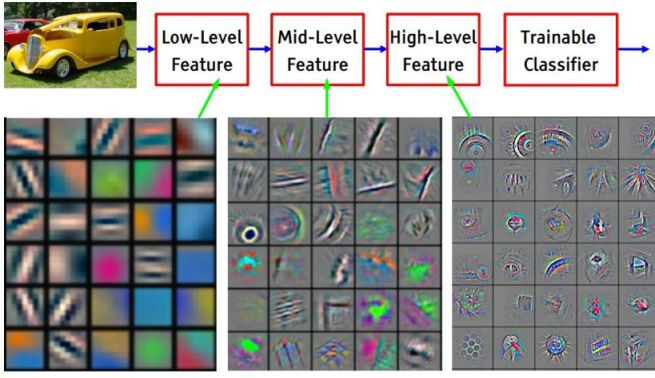 Low-Level
Feature
Mid-Level
Feature
High-Level
Feature
Trainable
Classifier